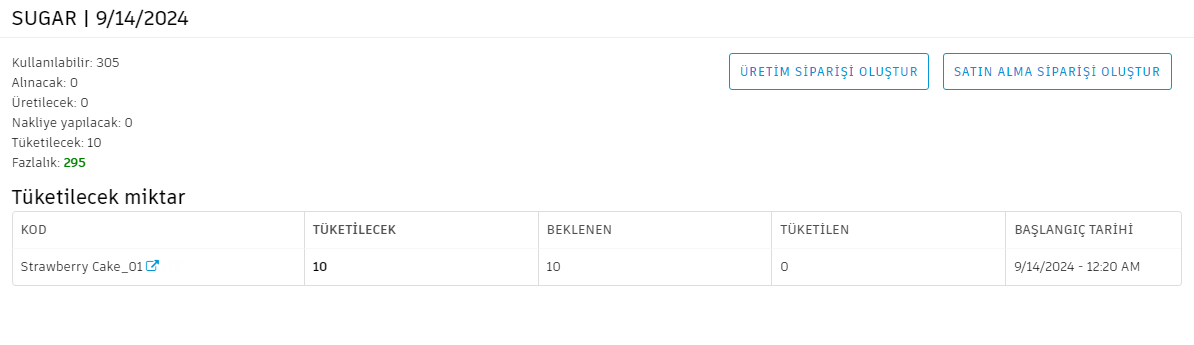 SUGAR | 9/14/2024
Kullanılabilir: 305
ÜRETİM SİPARİŞİ OLUŞTUR
SATIN ALMA SİPARİŞİ OLUŞTUR
Alınacak: 0
Üretilecek: 0
Nakliye yapılacak: 0
Tüketilecek: 10
Fazlalık: 295
Tüketilecek miktar
KOD TÜKETİLECEK BEKLENEN TÜKETİLEN BAŞLANGIÇ TARİHİ
Strawberry Cake_01 10 10 0 9/14/2024 - 12:20 AM